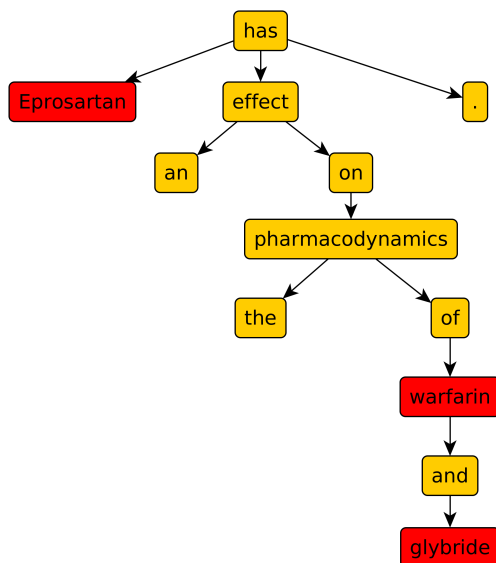 has
Eprosartan effect .
an on
pharmacodynamics
the of
warfarin
and
glybride